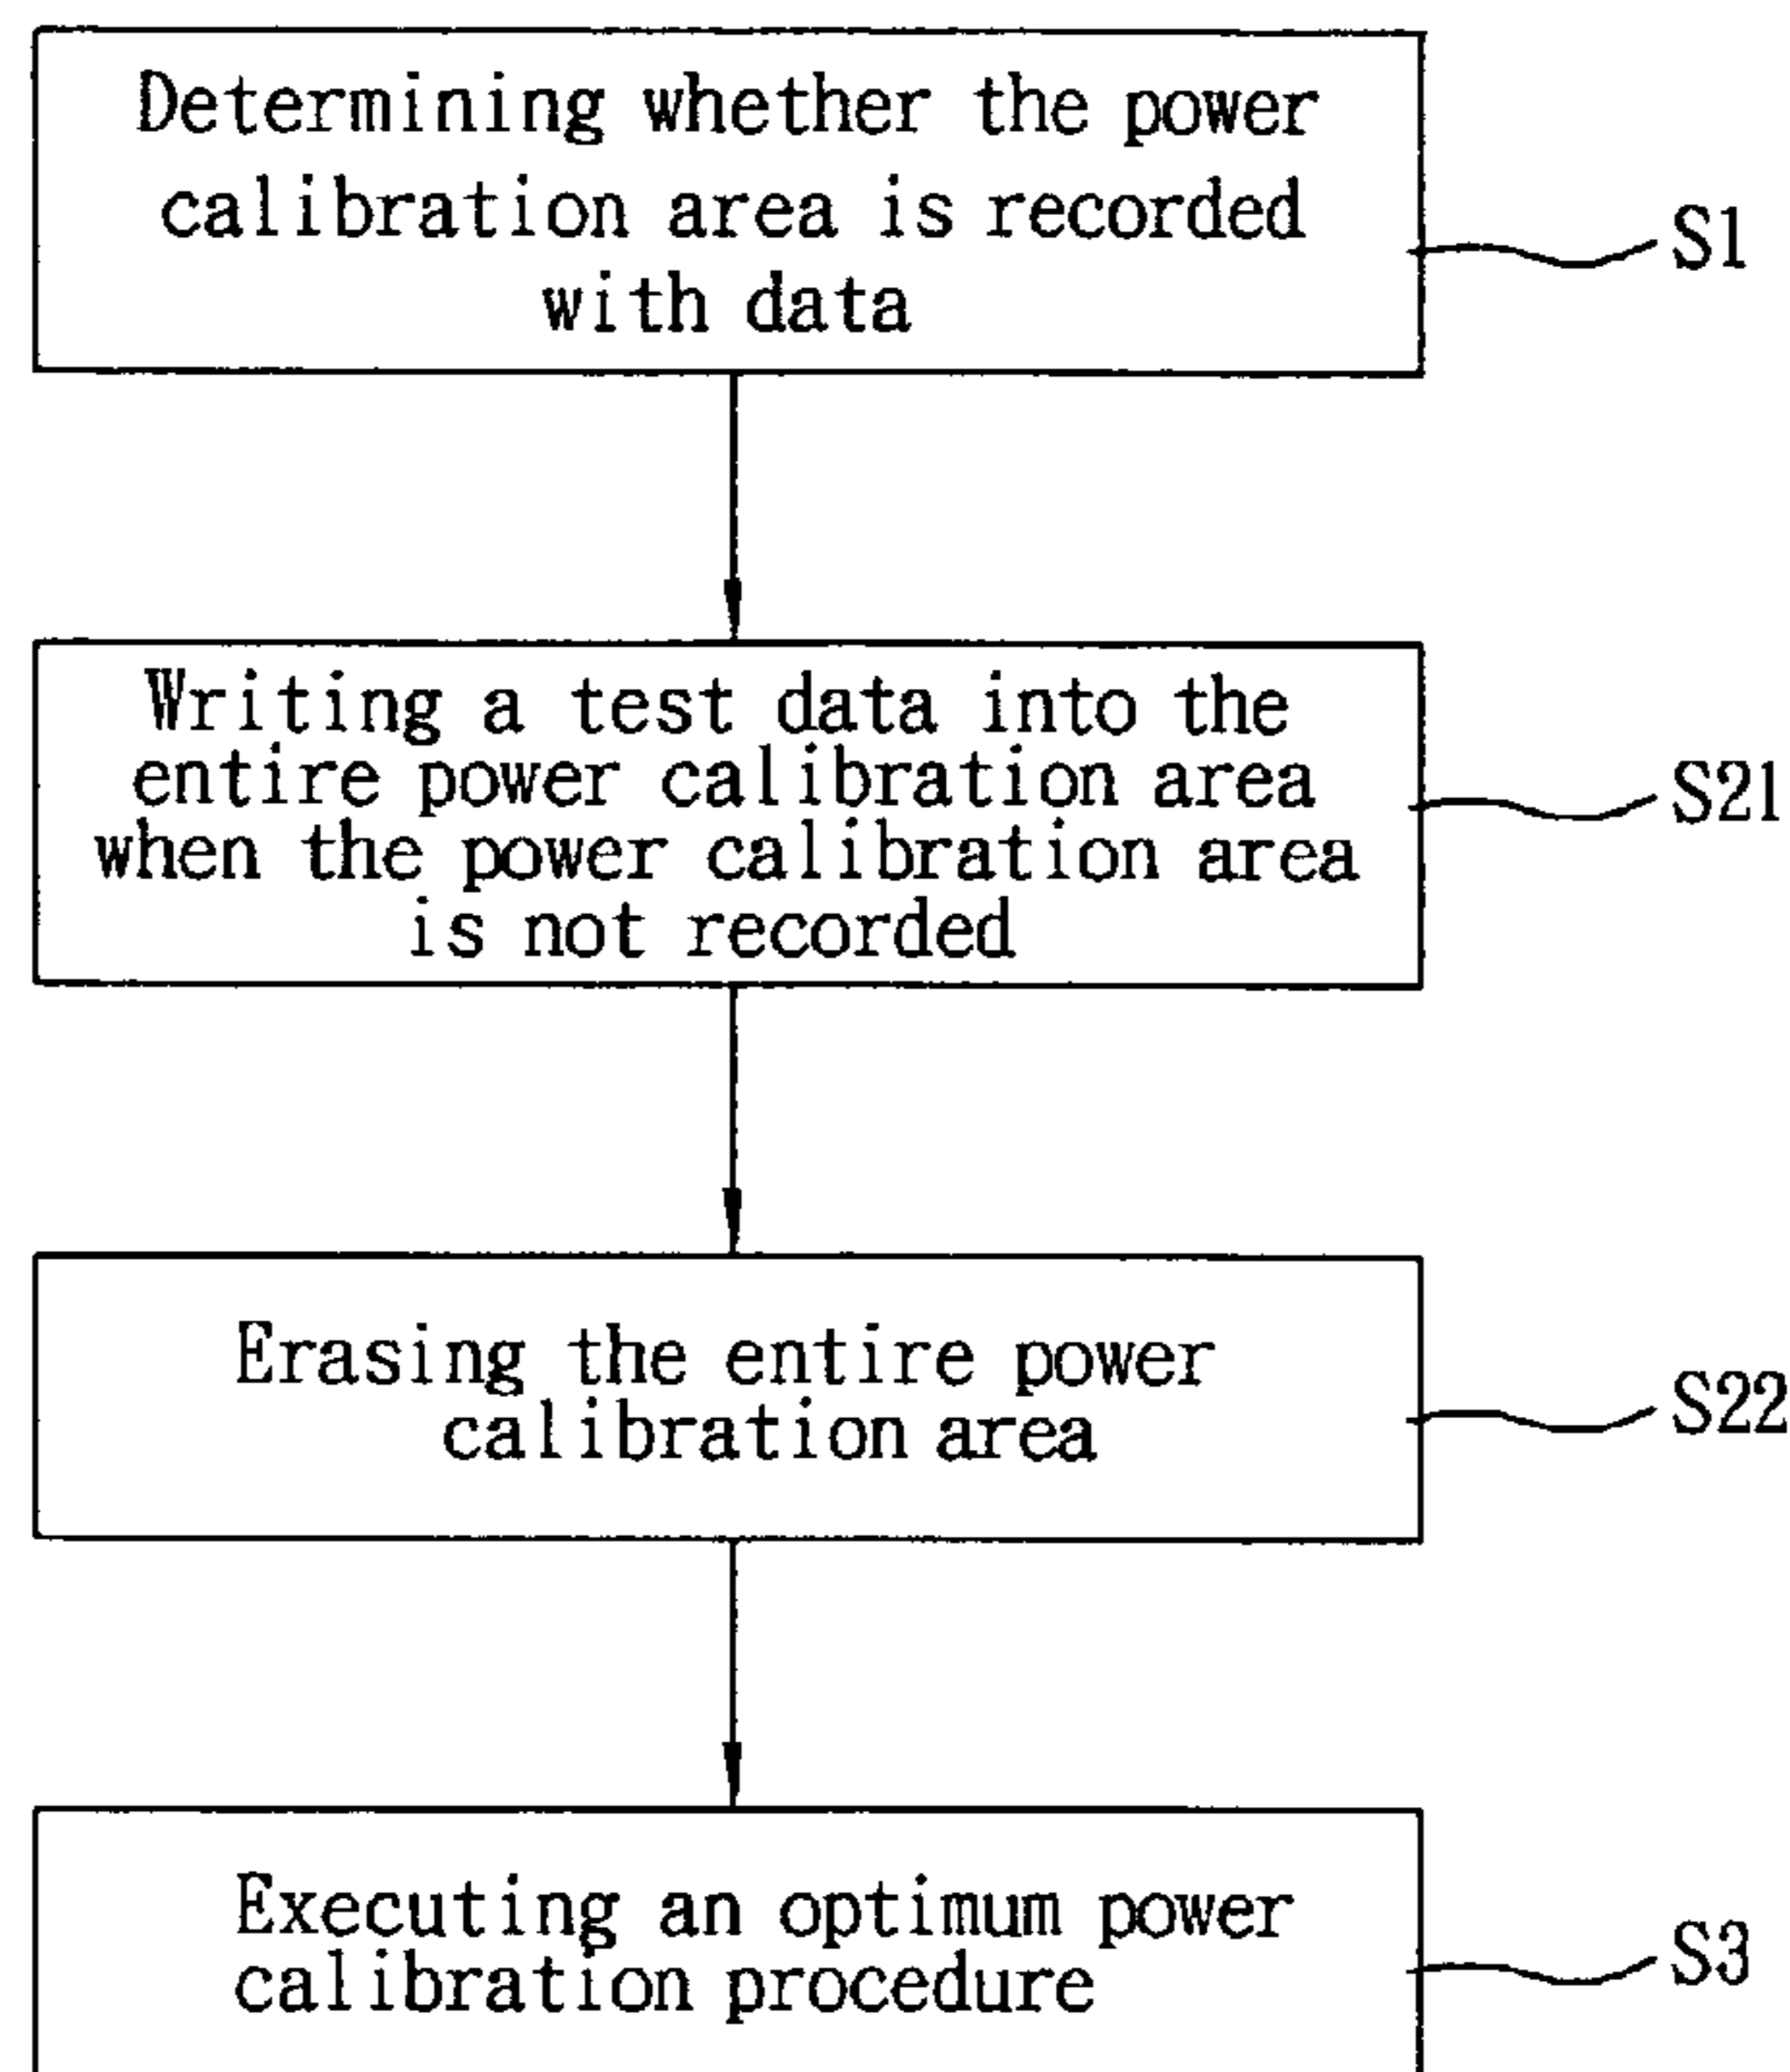 Determining whether the power
calibration area is recorded
with data
S1
Writing a test data into the
entire power calibration area
when the power calibration area
is not recorded
S21
Erasing the entire power
calibration area
S22
Executing an optimum power
calibration procedure
S3